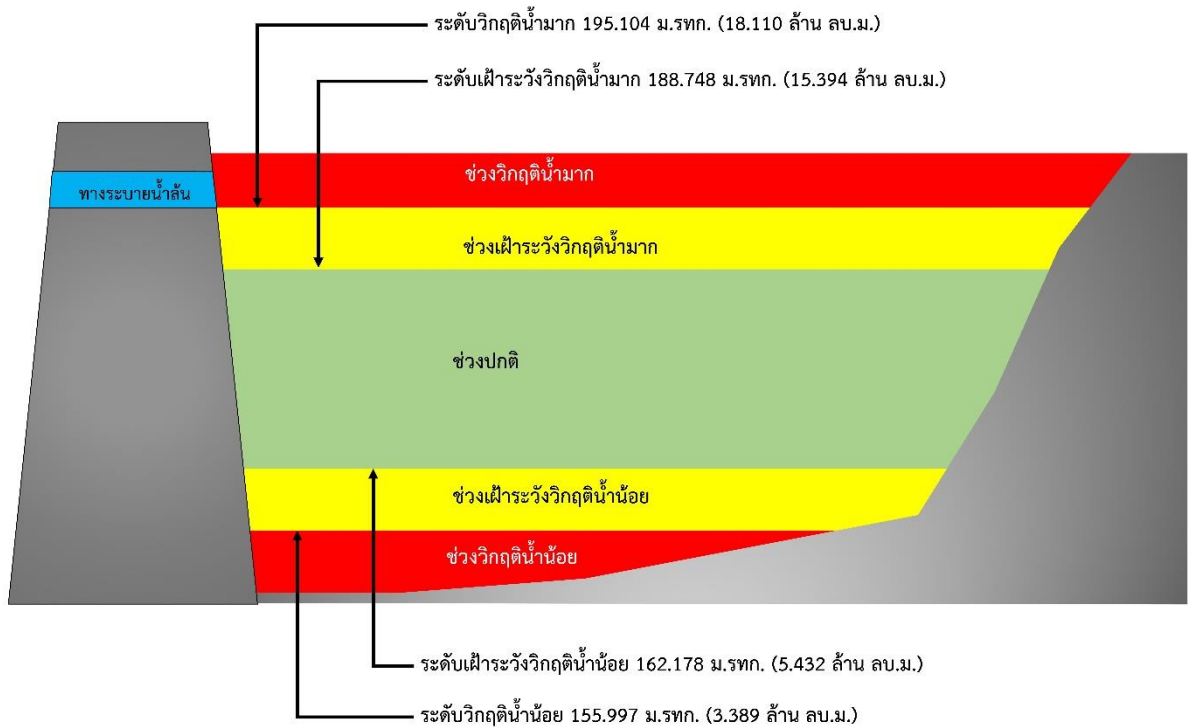 ระดับวิกฤติน้ำมาก 195.104 ม.รทก. (18.110 ล้าน ลบ.ม.)
ระดับเฝ้าระวังวิกฤติน้ำมาก 188.748 ม.รทก. (15.394 ล้าน ลบ.ม.)
ช่วงวิกฤติน้ำมาก
ทางระบายน้ำล้น
ช่วงเฝ้าระวังวิกฤติน้ำมาก
ช่วงปกติ
ช่วงเฝ้าระวังวิกฤติน้ำน้อย
ช่วงวิกฤติน้ำน้อย
ระดับเฝ้าระวังวิกฤติน้ำน้อย 162.178 ม.รทก. (5.432 ล้าน ลบ.ม.)
ระดับวิกฤติน้ำน้อย 155.997 ม.รทก. (3.389 ล้าน ลบ.ม.)